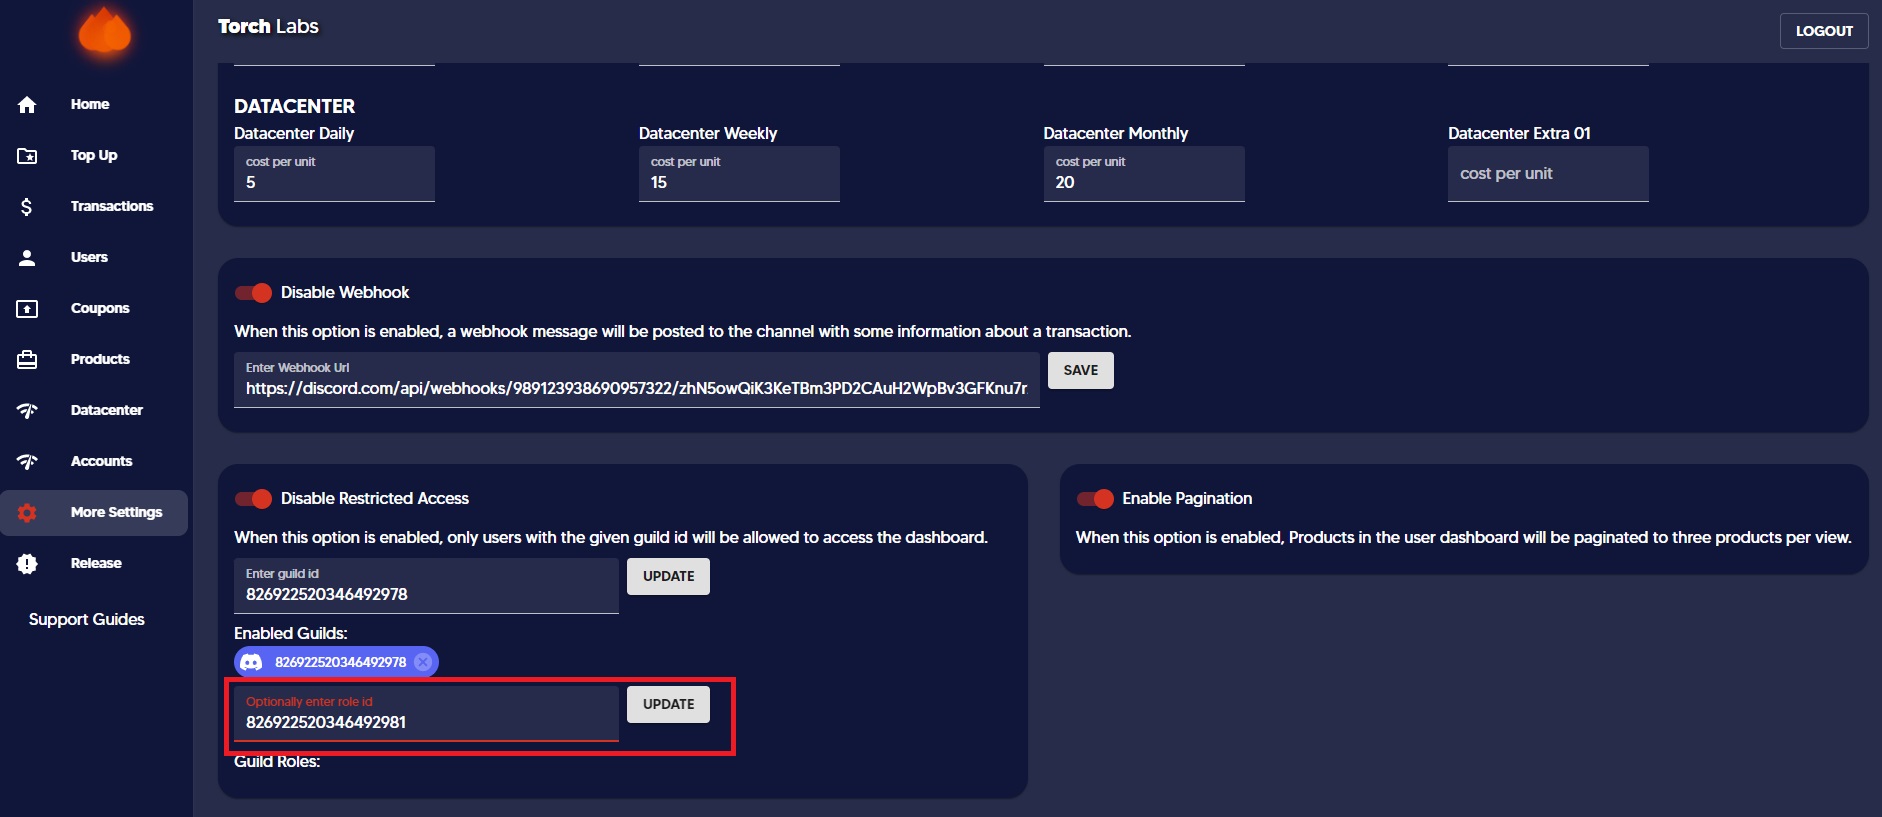 Torch Labs
LOGOUT
Home
Top Up
Transactions
Users
Coupons
Products
Datacenter
Accounts
More Settings
Release
Support Guides
DATACENTER
Datacenter Daily
cost per unit
5
Datacenter Weekly
cost per unit
15
Datacenter Monthly
cost per unit
20
Datacenter Extra 01
cost per unit
Disable Webhook
When this option is enabled, a webhook message will be posted to the channel with some information about a transaction.
Enter Webhook Url
https://discord.com/api/webhooks/989123938690957322/zhN5owQiK3KeTBm3PD2CAuH2WpBv3GFKnu7r
SAVE
Disable Restricted Access
When this option is enabled, only users with the given guild id will be allowed to access the dashboard.
Enter guild id
826922520346492978
UPDATE
Enabled Guilds:
826922520346492978
Optionally enter role id
826922520346492981
UPDATE
Guild Roles:
Enable Pagination
When this option is enabled, Products in the user dashboard will be paginated to three products per view.